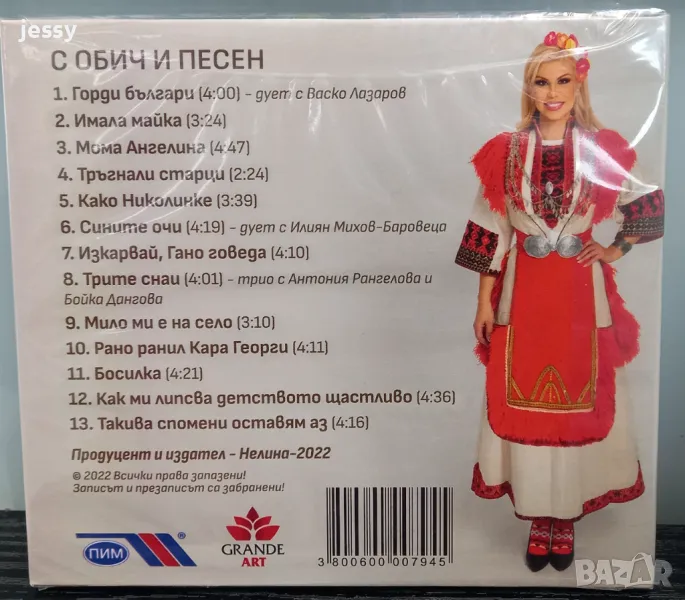 jessy
С ОБИЧ И ПЕСЕН
1. Горди българи (4:00) - дует с Васко Лазаров
2. Имала майка (3:24)
3. Мома Ангелина (4:47)
4. Тръгнали старци (2:24)
5. Како Николинке (3:39)
6. Сините очи (4:19) - дует с Илиян Михов-Баровеца
7. Изкарвай, Гано говеда (4:10)
8. Трите снаи (4:01) - трио с Антония Рангелова и
Бойка Дангова
9. Мило ми е на село (3:10)
10. Рано ранил Кара Георги (4:11)
11. Босилка (4:21)
12. Как ми липсва детството щастливо (4:36)
13. Такива спомени оставям аз (4:16)
Продуцент и издател - Нелина-2022
© 2022 Всички права запазени!
Записът и презаписът са забранени!
ПИМ ®
GRANDE
ART
3 800600 007945
BAZAR
jessy